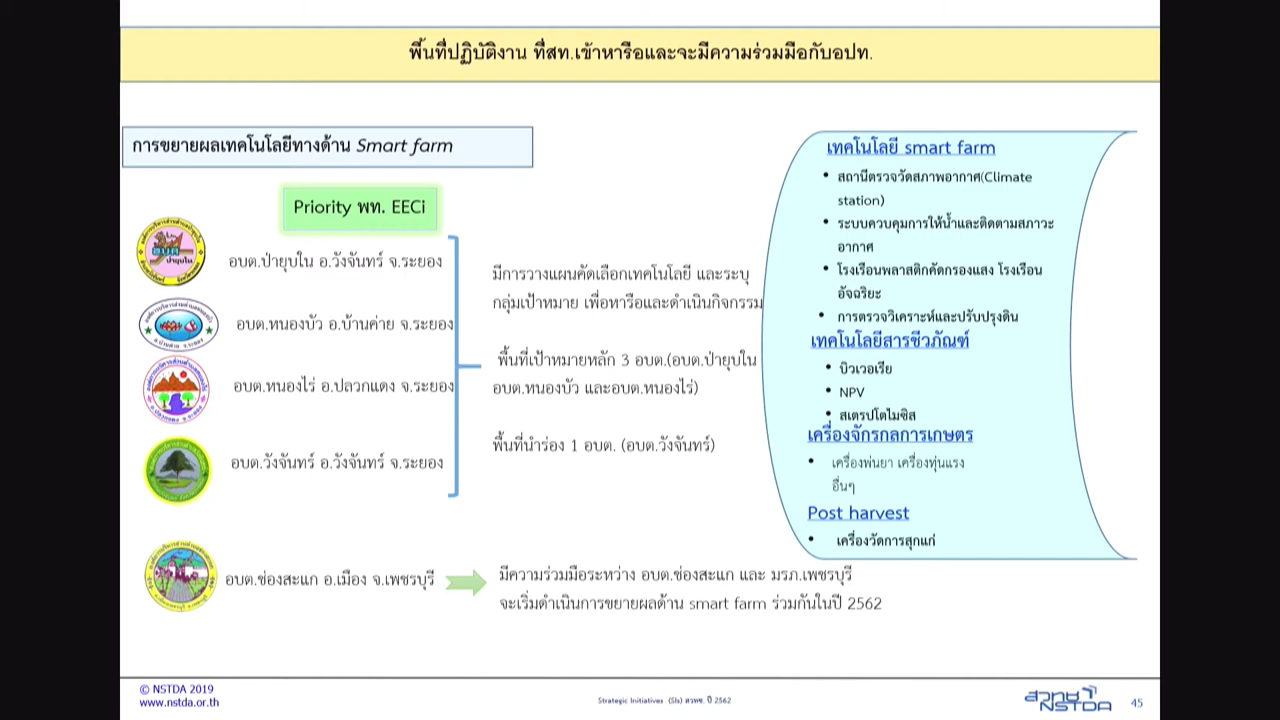 พื้นที่ปฏิบัติงาน ที่สท.เข้าหารือและจะมีความร่วมมือกับอปท.
การขยายผลเทคโนโลยีทางด้าน Smart farm
Priority พท. EECi
อบต.ป่ายุบใน อ.วังจันทร์ จ.ระยอง
อบต.หนองบัว อ.บ้านค่าย จ.ระยอง
อบต.หนองไร่ อ.ปลวกแดง จ.ระยอง
อบต.วังจันทร์ อ.วังจันทร์ จ.ระยอง
มีการวางแผนคัดเลือกเทคโนโลยี และระบุ
กลุ่มเป้าหมาย เพื่อหารือและดำเนินกิจกรรม
พื้นที่เป้าหมายหลัก 3 อบต.(อบต.ป่ายุบใน
อบต.หนองบัว และอบต.หนองไร่)
พื้นที่นำร่อง 1 อบต. (อบต.วังจันทร์)
เทคโนโลยี smart farm
• สถานีตรวจวัดสภาพอากาศ(Climate
station)
• ระบบควบคุมการให้น้ำและติดตามสภาวะ
อากาศ
• โรงเรือนพลาสติกคัดกรองแสง โรงเรือน
อัจฉริยะ
• การตรวจวิเคราะห์และปรับปรุงดิน
เทคโนโลยีสารชีวภัณฑ์
• บิวเวอเรีย
• NPV
• สเตรปโตไมซิส
เครื่องจักรกลการเกษตร
• เครื่องพ่นยา เครื่องทุ่นแรง
อื่นๆ
Post harvest
• เครื่องวัดการสุกแก่
อบต.ช่องสะแก อ.เมือง จ.เพชรบุรี
มีความร่วมมือระหว่าง อบต.ช่องสะแก และ มรภ.เพชรบุรี
จะเริ่มดำเนินการขยายผลด้าน smart farm ร่วมกันในปี 2562
© NSTDA 2019
www.nstda.or.th
Strategic Initiatives (SIs) สวทช. ปี 2562
สวทช
NSTDA
45